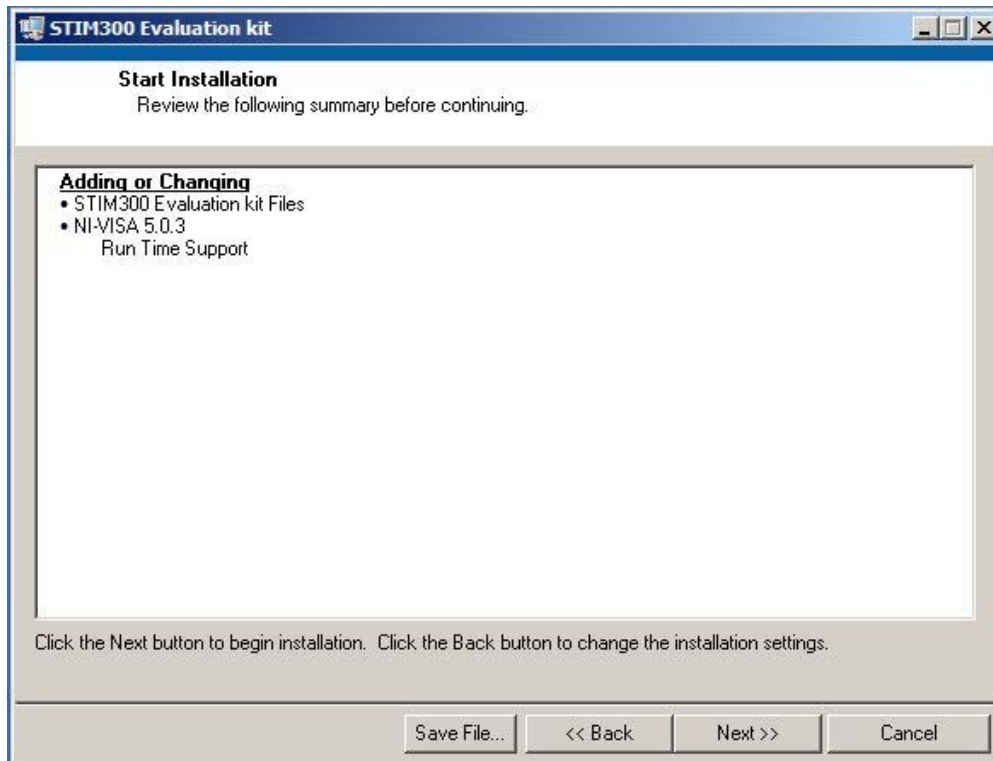 STIM300 Evaluation kit
Start Installation
Review the following summary before continuing.
Adding or Changing
• STIM300 Evaluation kit Files
• NI-VISA 5.0.3
Run Time Support
Click the Next button to begin installation.  Click the Back button to change the installation settings.
Save File... << Back Next >> Cancel